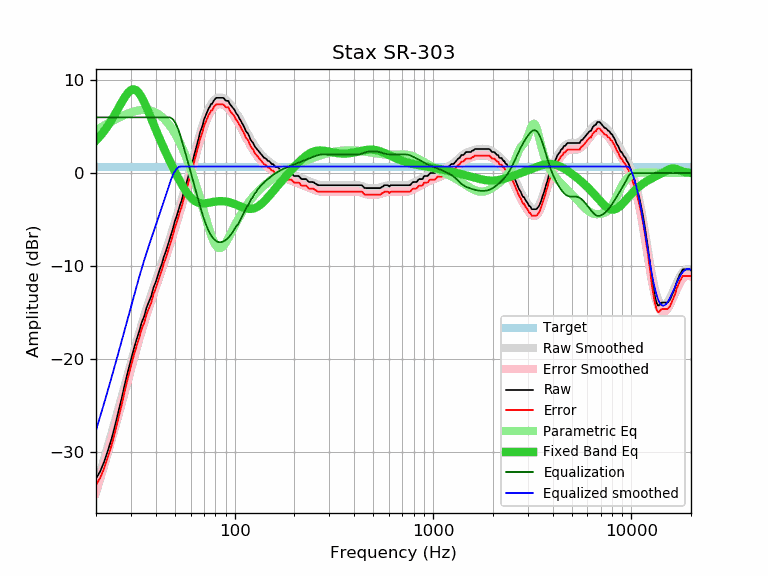 Stax SR-303
10
0
−10
−20
−30
Amplitude (dBr)
Target
Raw Smoothed
Error Smoothed
Raw
Error
Parametric Eq
Fixed Band Eq
Equalization
Equalized smoothed
100 1000 10000
Frequency (Hz)